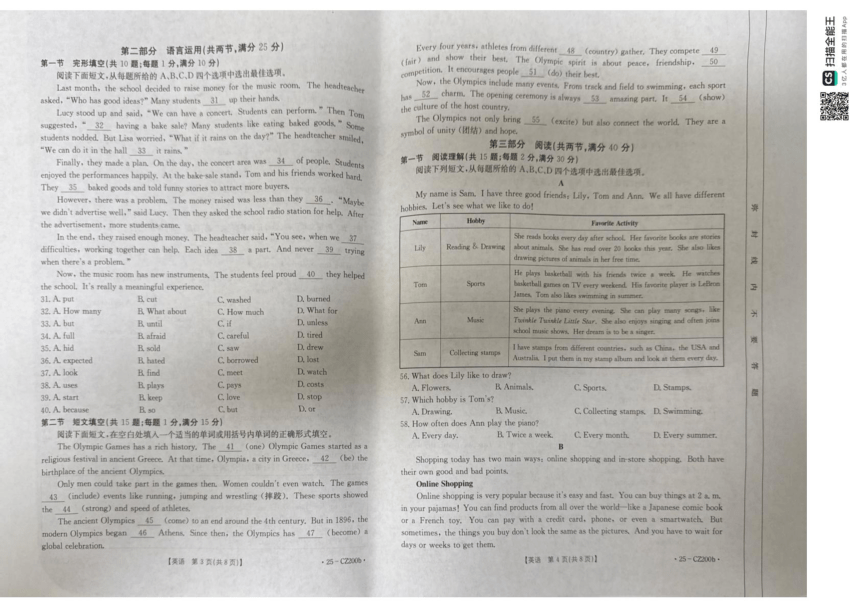 第二部分 语言运用(共两节,满分 25 分)
第一节 完形填空(共 10 题;每题 1 分,满分 10 分)
阅读下面短文,从每题所给的 A、B、C、D 四个选项中选出最佳选项。
Last month, the school decided to raise money for the music room. The headteacher
asked, "Who has good ideas?" Many students 31 up their hands.
Lucy stood up and said, "We can have a concert. Students can perform." Then Tom
suggested, " 32 having a bake sale? Many students like eating baked goods." Some
students nodded. But Lisa worried, "What if it rains on the day?" The headteacher smiled,
"We can do it in the hall 33 it rains."
Finally, they made a plan. On the day, the concert area was 34 of people. Students
enjoyed the performances happily. At the bake-sale stand, Tom and his friends worked hard.
They 35 baked goods and told funny stories to attract more buyers.
However, there was a problem. The money raised was less than they 36 . "Maybe
we didn't advertise well," said Lucy. Then they asked the school radio station for help. After
the advertisement, more students came.
In the end, they raised enough money. The headteacher said, "You see, when we 37
difficulties, working together can help. Each idea 38 a part. And never 39 trying
when there's a problem."
Now, the music room has new instruments. The students feel proud 40 they helped
the school. It's really a meaningful experience.
31. A. put B. cut C. washed D. burned
32. A. How many B. What about C. How much D. What for
33. A. but B. until C. if D. unless
34. A. full B. afraid C. careful D. tired
35. A. hid B. sold C. saw D. drew
36. A. expected B. hated C. borrowed D. lost
37. A. look B. find C. meet D. watch
38. A. uses B. plays C. pays D. costs
39. A. start B. keep C. love D. stop
40. A. because B. so C. but D. or
第二节 短文填空(共 15 题;每题 1 分,满分 15 分)
阅读下面短文,在空白处填入一个适当的单词或用括号内单词的正确形式填空。
The Olympic Games has a rich history. The 41 (one) Olympic Games started as a
religious festival in ancient Greece. At that time, Olympia, a city in Greece, 42 (be) the
birthplace of the ancient Olympics.
Only men could take part in the games then. Women couldn't even watch. The games
43 (include) events like running, jumping and wrestling (摔跤). These sports showed
the 44 (strong) and speed of athletes.
The ancient Olympics 45 (come) to an end around the 4th century. But in 1896, the
modern Olympics began 46 Athens. Since then, the Olympics has 47 (become) a
global celebration.
【英语 第 3 页(共 8 页)】 · 25-CZ200b ·
Every four years, athletes from different 48 (country) gather. They compete 49
(fair) and show their best. The Olympic spirit is about peace, friendship, 50
competition. It encourages people 51 (do) their best.
Now, the Olympics include many events. From track and field to swimming, each sport
has 52 charm. The opening ceremony is always 53 amazing part. It 54 (show)
the culture of the host country.
The Olympics not only bring 55 (excite) but also connect the world. They are a
symbol of unity (团结) and hope.
第三部分 阅读(共两节,满分 40 分)
第一节 阅读理解(共 15 题;每题 2 分,满分 30 分)
阅读下列短文,从每题所给的 A、B、C、D 四个选项中选出最佳选项。
A
My name is Sam. I have three good friends, Lily, Tom and Ann. We all have different
hobbies. Let's see what we like to do!
Name Hobby Favorite Activity
Lily Reading & Drawing She reads books every day after school. Her favorite books are stories
about animals. She has read over 20 books this year. She also likes
drawing pictures of animals in her free time.
Tom Sports He plays basketball with his friends twice a week. He watches
basketball games on TV every weekend. His favorite player is LeBron
James. Tom also likes swimming in summer.
Ann Music She plays the piano every evening. She can play many songs, like
Twinkle Twinkle Little Star. She also enjoys singing and often joins
school music shows. Her dream is to be a singer.
Sam Collecting stamps I have stamps from different countries, such as China, the USA and
Australia. I put them in my stamp album and look at them every day.
56. What does Lily like to draw?
A. Flowers. B. Animals. C. Sports. D. Stamps.
57. Which hobby is Tom's?
A. Drawing. B. Music. C. Collecting stamps. D. Swimming.
58. How often does Ann play the piano?
A. Every day. B. Twice a week. C. Every month. D. Every summer.
B
Shopping today has two main ways: online shopping and in-store shopping. Both have
their own good and bad points.
Online Shopping
Online shopping is very popular because it's easy and fast. You can buy things at 2 a. m.
in your pajamas! You can find products from all over the world—like a Japanese comic book
or a French toy. You can pay with a credit card, phone, or even a smartwatch. But
sometimes, the things you buy don't look the same as the pictures. And you have to wait for
days or weeks to get them.
【英语 第 4 页(共 8 页)】 · 25-CZ200b ·
密
封
线
内
不
要
答
题
CS 扫描全能王
3亿人都在用的扫描App